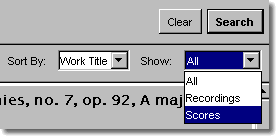 Clear Search
Sort By: Work Title Show: All
All
nies, no. 7, op. 92, A maj
Recordings
Scores